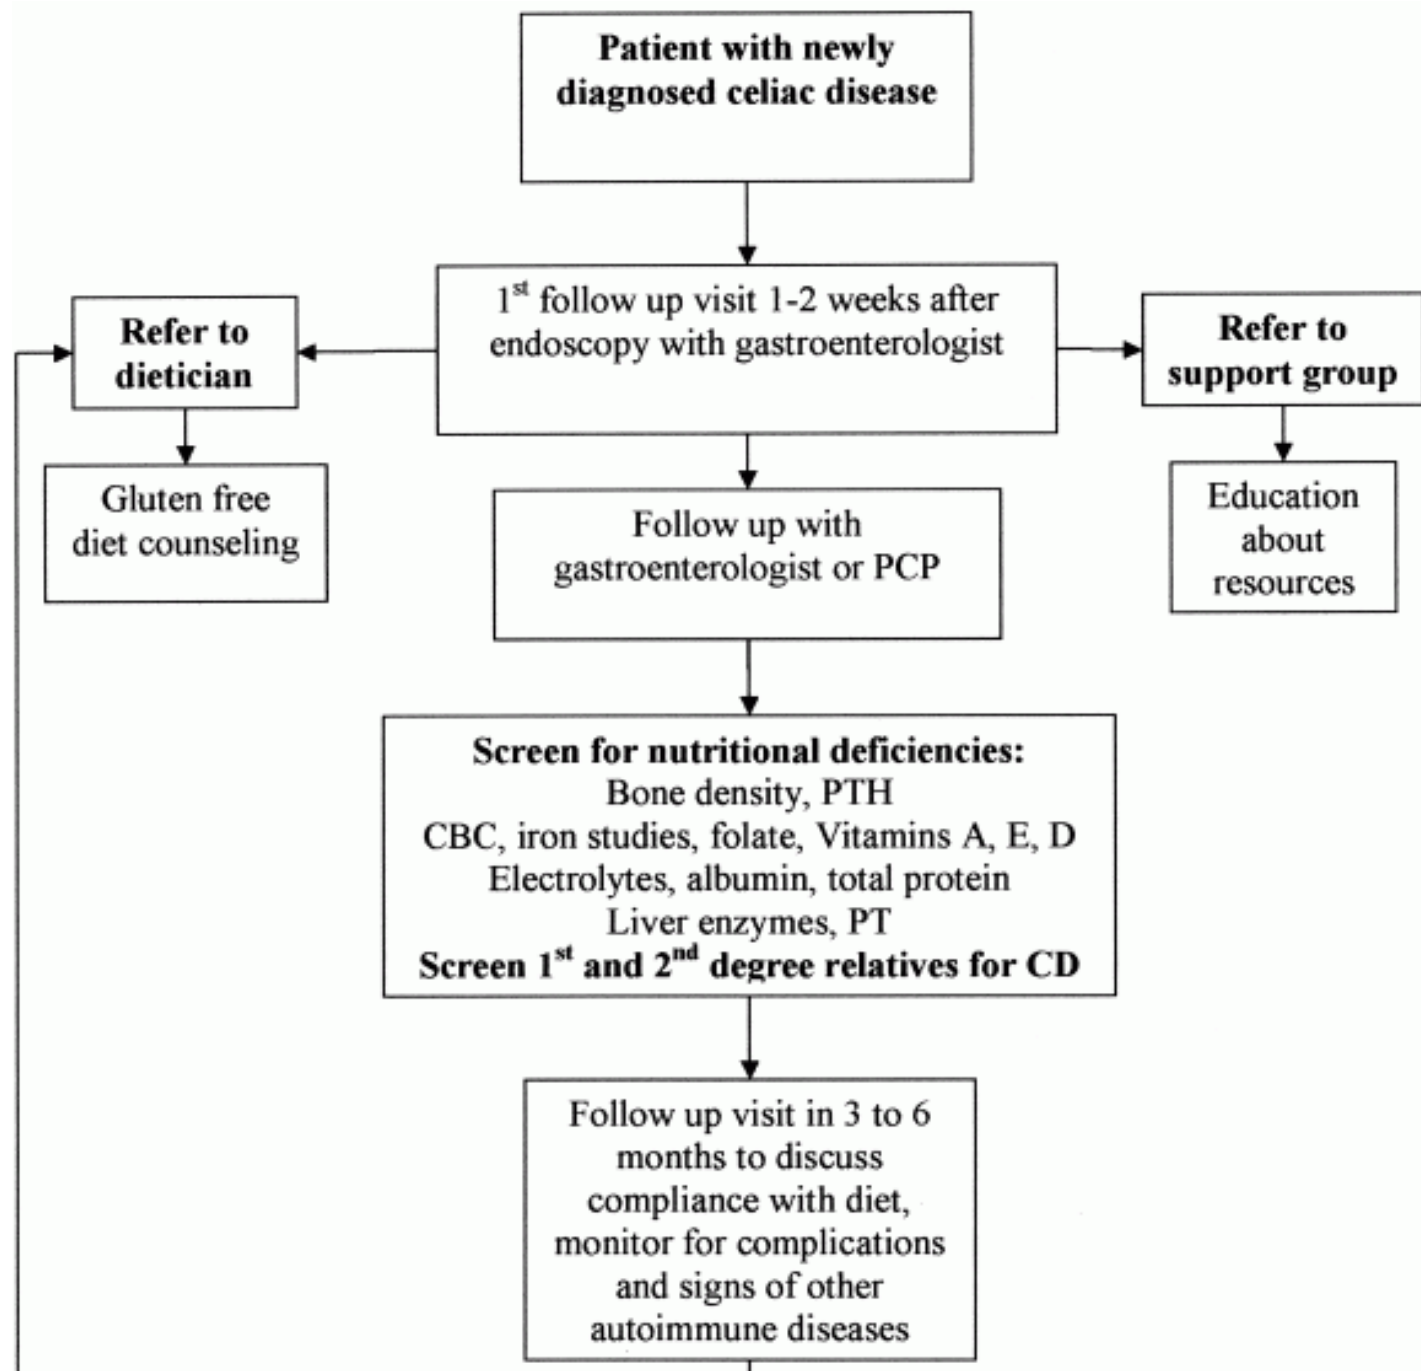 Patient with newly
diagnosed celiac disease
1st follow up visit 1-2 weeks after
endoscopy with gastroenterologist
Refer to
dietician
Refer to
support group
Gluten free
diet counseling
Follow up with
gastroenterologist or PCP
Education
about
resources
Screen for nutritional deficiencies:
Bone density, PTH
CBC, iron studies, folate, Vitamins A, E, D
Electrolytes, albumin, total protein
Liver enzymes, PT
Screen 1st and 2nd degree relatives for CD
Follow up visit in 3 to 6
months to discuss
compliance with diet,
monitor for complications
and signs of other
autoimmune diseases